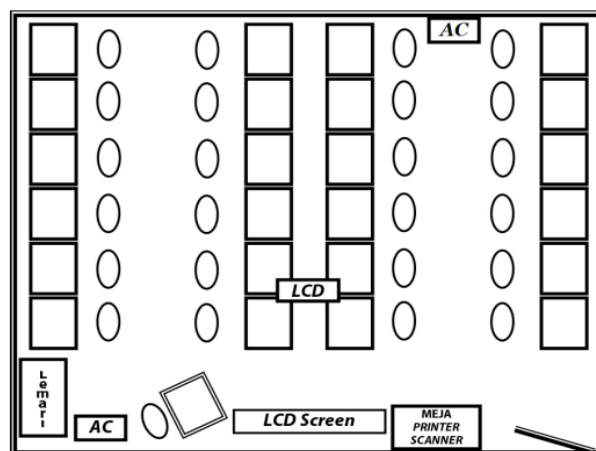 AC
LCD
Lemari
AC
LCD Screen
MEJA
PRINTER
SCANNER